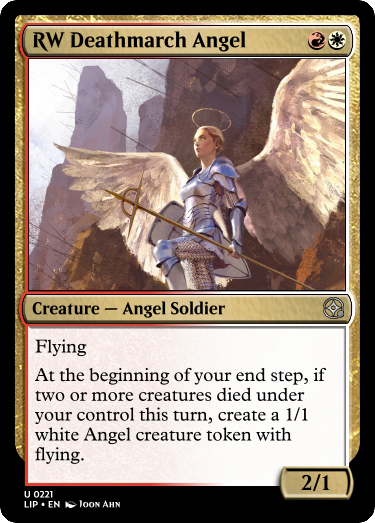 RW Deathmarch Angel
Creature — Angel Soldier
Flying
At the beginning of your end step, if
two or more creatures died under
your control this turn, create a 1/1
white Angel creature token with
flying.
2/1
U 0221
LIP • EN Joon Ahn